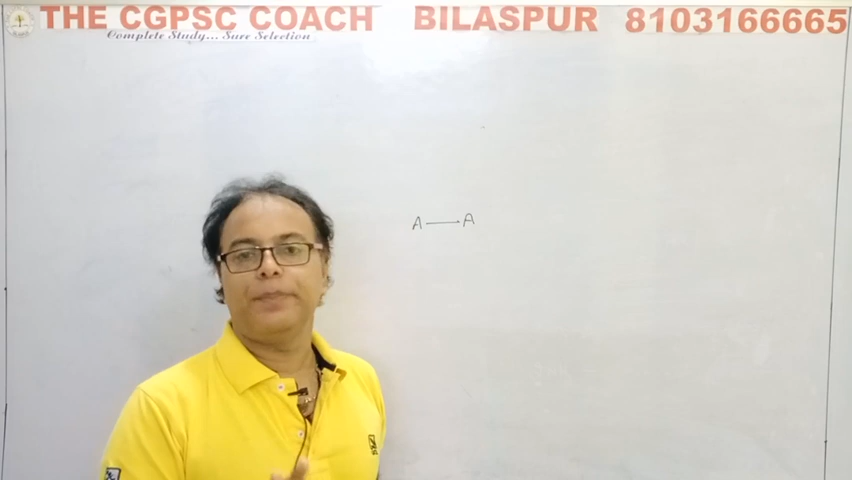 THE CGPSC COACH BILASPUR 8103166665
Complete Study... Sure Selection
A — A